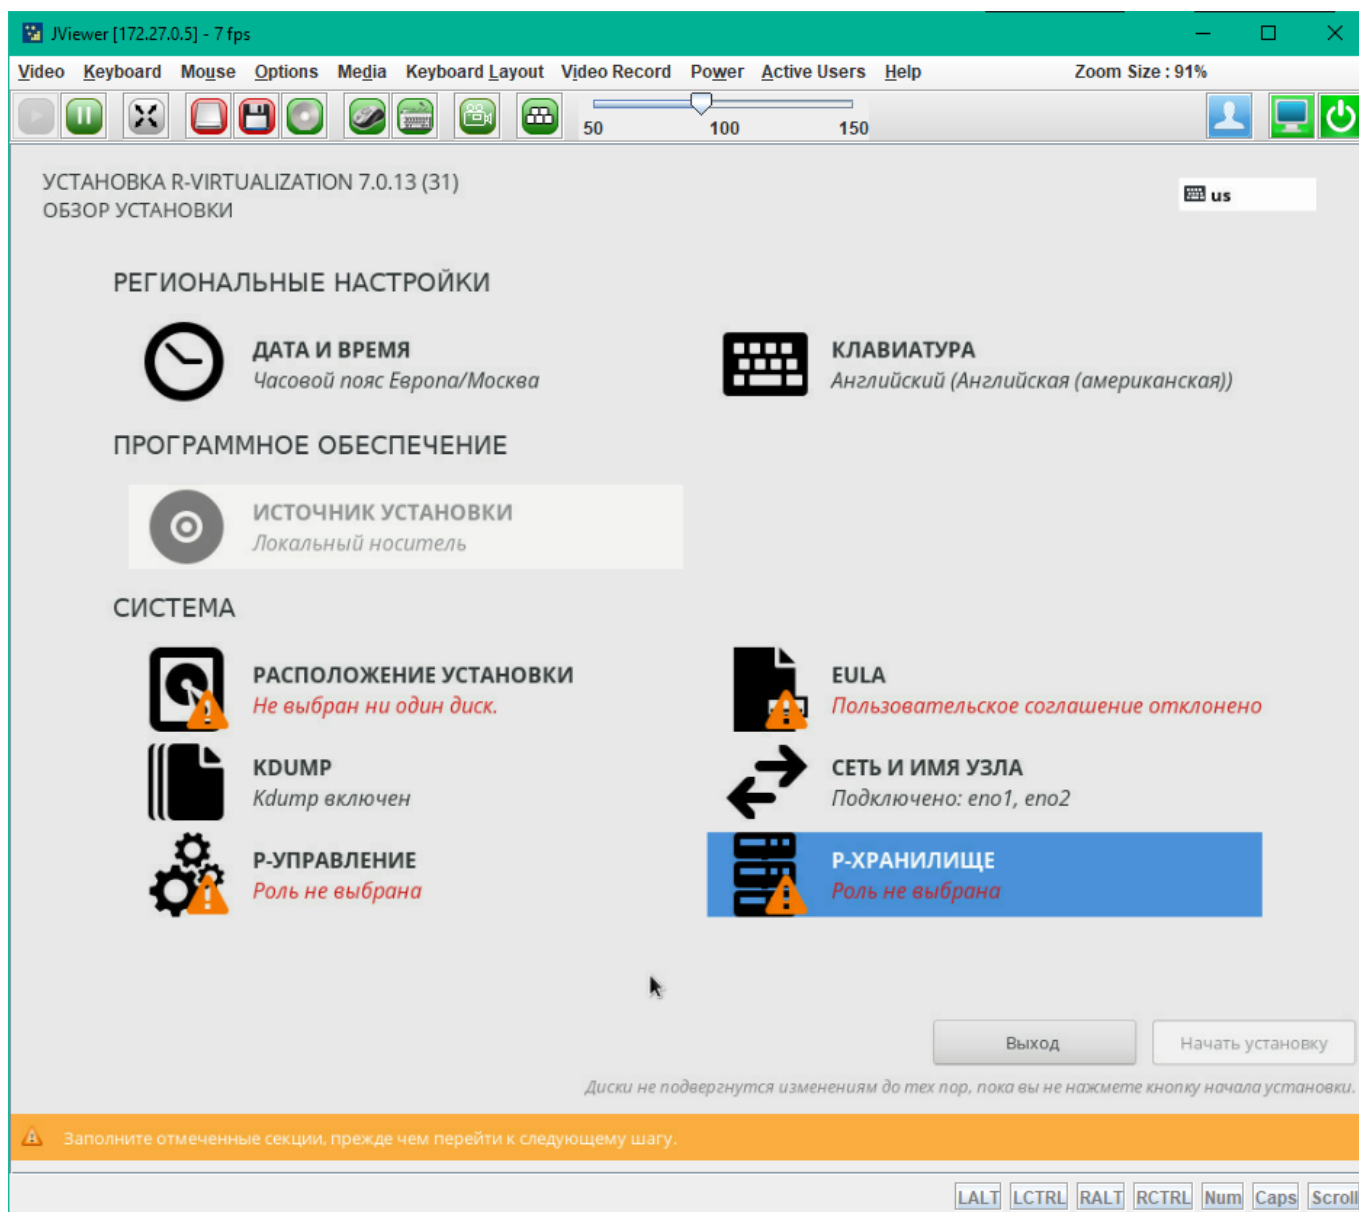 JViewer [172.27.0.5] - 7 fps
Video Keyboard Mouse Options Media Keyboard Layout Video Record Power Active Users Help Zoom Size : 91%
50 100 150
УСТАНОВКА R-VIRTUALIZATION 7.0.13 (31)
ОБЗОР УСТАНОВКИ
us
РЕГИОНАЛЬНЫЕ НАСТРОЙКИ
ДАТА И ВРЕМЯ
Часовой пояс Европа/Москва
КЛАВИАТУРА
Английский (Английская (американская))
ПРОГРАММНОЕ ОБЕСПЕЧЕНИЕ
ИСТОЧНИК УСТАНОВКИ
Локальный носитель
СИСТЕМА
РАСПОЛОЖЕНИЕ УСТАНОВКИ
Не выбран ни один диск.
EULA
Пользовательское соглашение отклонено
KDUMP
Kdump включен
СЕТЬ И ИМЯ УЗЛА
Подключено: eno1, eno2
Р-УПРАВЛЕНИЕ
Роль не выбрана
Р-ХРАНИЛИЩЕ
Роль не выбрана
Выход
Начать установку
Диски не подвергнутся изменениям до тех пор, пока вы не нажмете кнопку начала установки.
Заполните отмеченные секции, прежде чем перейти к следующему шагу.
LALT LCTRL RALT RCTRL Num Caps Scroll